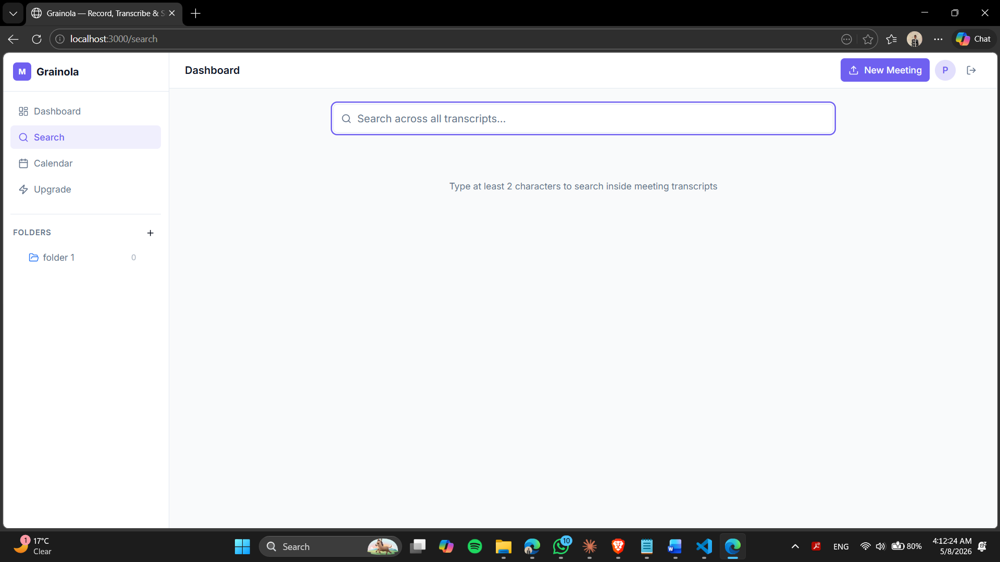 Grainola — Record, Transcribe & S
localhost:3000/search
Chat
M Grainola
Dashboard
New Meeting
P
Dashboard
Search
Calendar
Upgrade
FOLDERS
folder 1 0
Search across all transcripts...
Type at least 2 characters to search inside meeting transcripts
1
17°C
Clear
Search
10
W
ENG
80%
4:12:24 AM
5/8/2026